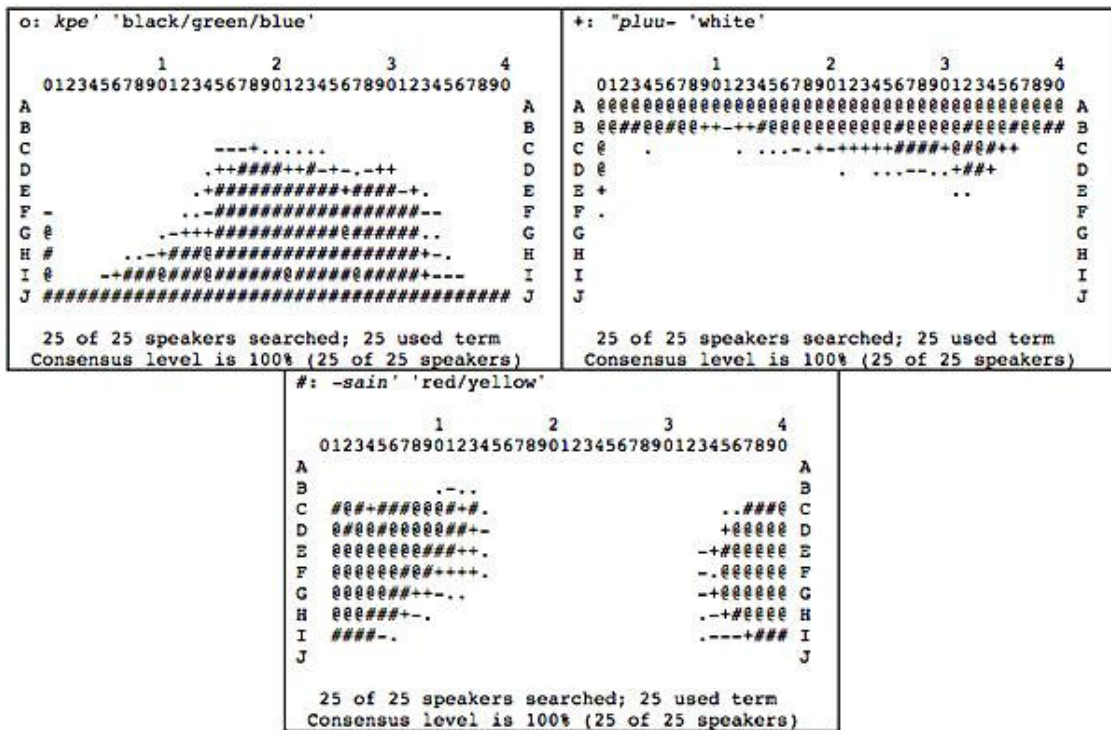 o: kpe' 'black/green/blue'
1 2 3 4
01234567890123456789012345678901234567890
A A
B B
C ---+...... C
D .++####++#-+-.-++ D
E .+###########+####-+. E
F - ..-##################-- F
G @ .-+++###########@######.. G
H # ..-+###@##################+-. H
I @ -+###@###@######@#####@#####+--- I
J ######################################### J
25 of 25 speakers searched; 25 used term
Consensus level is 100% (25 of 25 speakers)
+: "pluu- 'white'
1 2 3 4
01234567890123456789012345678901234567890
A @@@@@@@@@@@@@@@@@@@@@@@@@@@@@@@@@@@@@@@@@ A
B @@##@@#@@++-++#@@@@@@@@@@@#@@@@@#@@@#@@## B
C @ . . ...-.+-+++++####+@#@#++ C
D @ . ...--..+##+. D
E + .. E
F . F
G G
H H
I I
J J
25 of 25 speakers searched; 25 used term
Consensus level is 100% (25 of 25 speakers)
#: -sain' 'red/yellow'
1 2 3 4
01234567890123456789012345678901234567890
A A
B .-.. B
C #@#+###@@@#+#. ..###@ C
D @#@@#@@@@@##+- +@@@@@ D
E @@@@@@@@###++. -+#@@@@@ E
F @@@@@@#@#++++. -.@@@@@@ F
G @@@@@##++-.. -+@@@@@@ G
H @@@###+-. .-+#@@@@ H
I ####-. .---+### I
J J
25 of 25 speakers searched; 25 used term
Consensus level is 100% (25 of 25 speakers)